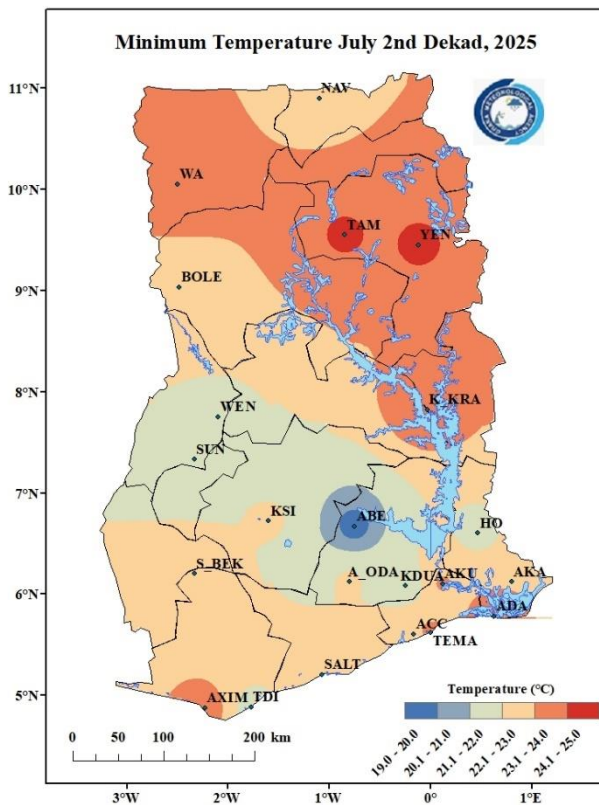 Minimum Temperature July 2nd Dekad, 2025
11°N
10°N
9°N
8°N
7°N
6°N
5°N
NAV
WA
TAM
YEN
BOLE
K_KRA
WEN
SUN
KSI
ABE
HO
S_BEK
A_ODA
KDUA
AKU
AKA
ADA
ACC
TEMA
SALT
AXIM
TDI
Temperature (°C)
19.0 - 20.0
20.1 - 21.0
21.1 - 22.0
22.1 - 23.0
23.1 - 24.0
24.1 - 25.0
0 50 100 200 km
3°W 2°W 1°W 0° 1°E